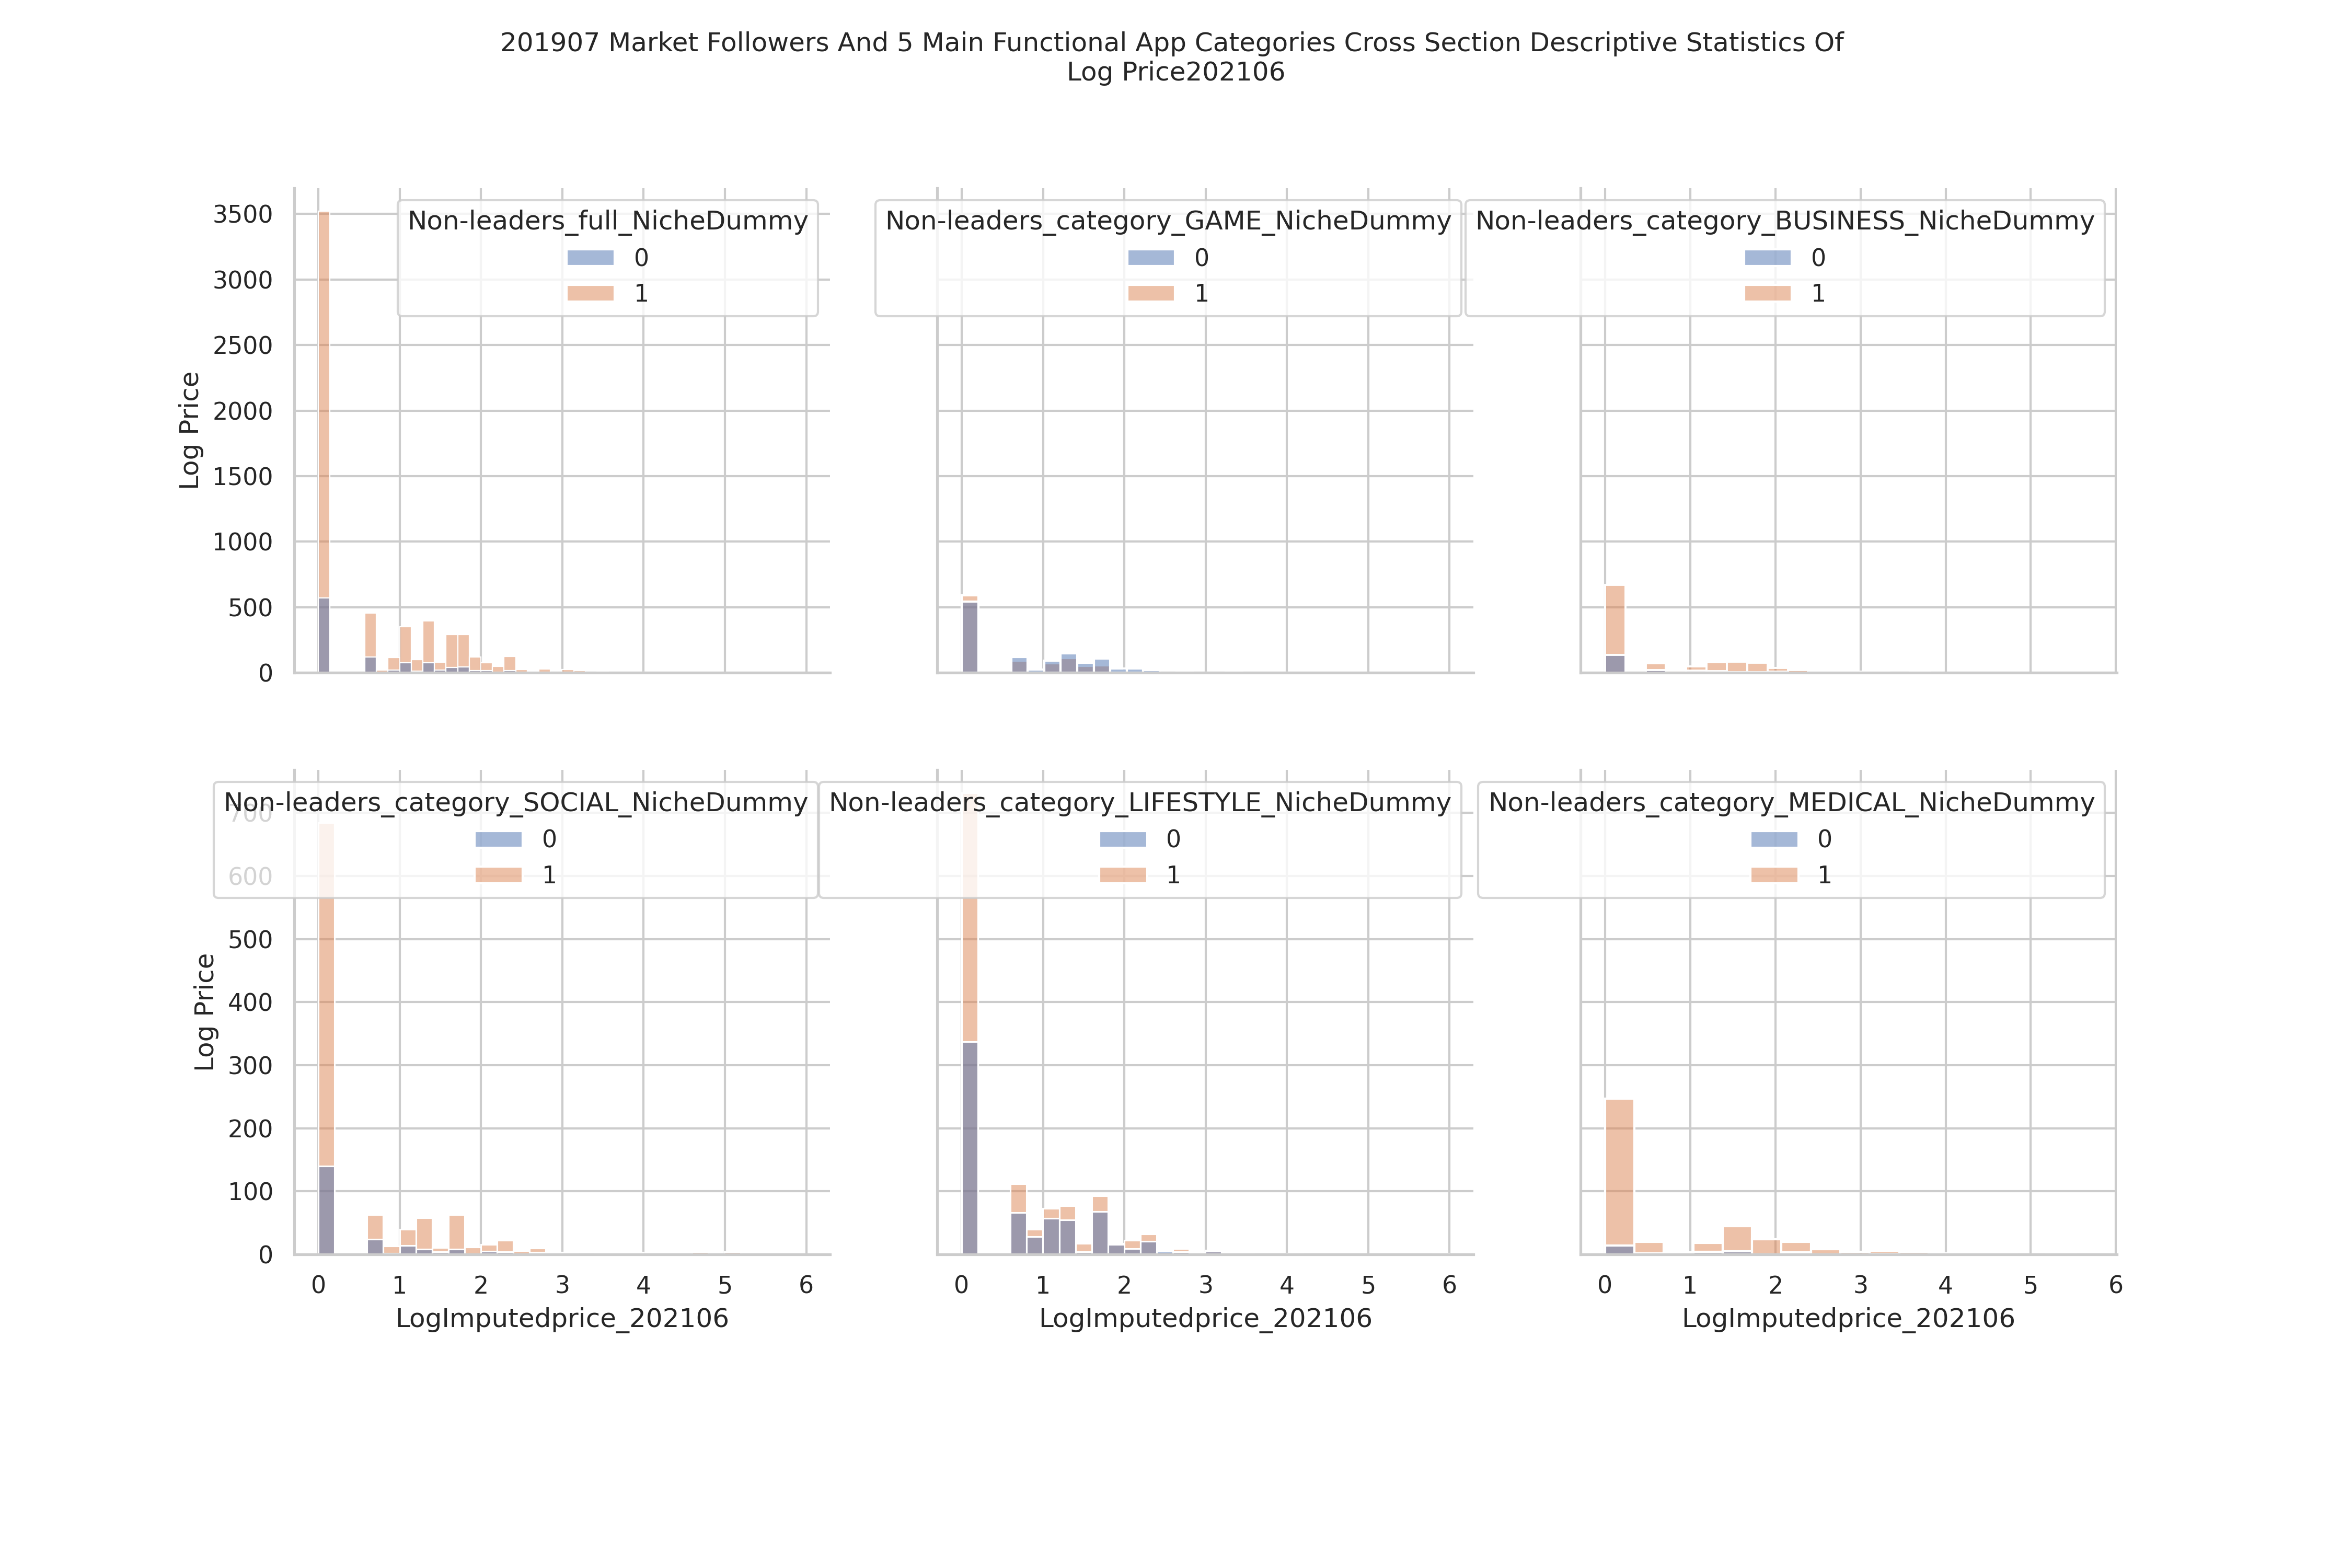 201907 Market Followers And 5 Main Functional App Categories Cross Section Descriptive Statistics Of
Log Price202106
Log Price
3500
3000
2500
2000
1500
1000
500
0
Non-leaders_full_NicheDummy
0
1
Non-leaders_category_GAME_NicheDummy
0
1
Non-leaders_category_BUSINESS_NicheDummy
0
1
Log Price
700
600
500
400
300
200
100
0
Non-leaders_category_SOCIAL_NicheDummy
0
1
0 1 2 3 4 5 6
LogImputedprice_202106
Non-leaders_category_LIFESTYLE_NicheDummy
0
1
0 1 2 3 4 5 6
LogImputedprice_202106
Non-leaders_category_MEDICAL_NicheDummy
0
1
0 1 2 3 4 5 6
LogImputedprice_202106